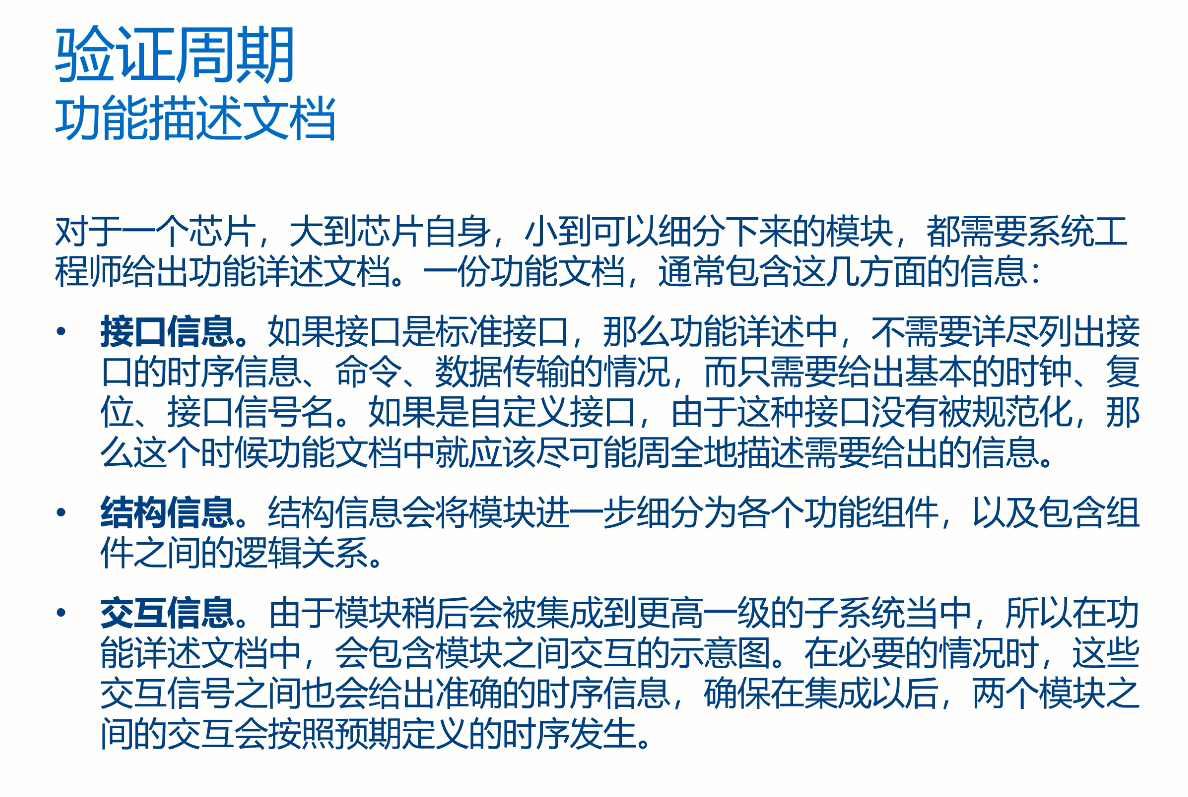 验证周期
功能描述文档
对于一个芯片，大到芯片自身，小到可以细分下来的模块，都需要系统工
程师给出功能详述文档。一份功能文档，通常包含这几方面的信息：
• 接口信息。如果接口是标准接口，那么功能详述中，不需要详尽列出接
口的时序信息、命令、数据传输的情况，而只需要给出基本的时钟、复
位、接口信号名。如果是自定义接口，由于这种接口没有被规范化，那
么这个时候功能文档中就应该尽可能周全地描述需要给出的信息。
• 结构信息。结构信息会将模块进一步细分为各个功能组件，以及包含组
件之间的逻辑关系。
• 交互信息。由于模块稍后会被集成到更高一级的子系统当中，所以在功
能详述文档中，会包含模块之间交互的示意图。在必要的情况时，这些
交互信号之间也会给出准确的时序信息，确保在集成以后，两个模块之
间的交互会按照预期定义的时序发生。